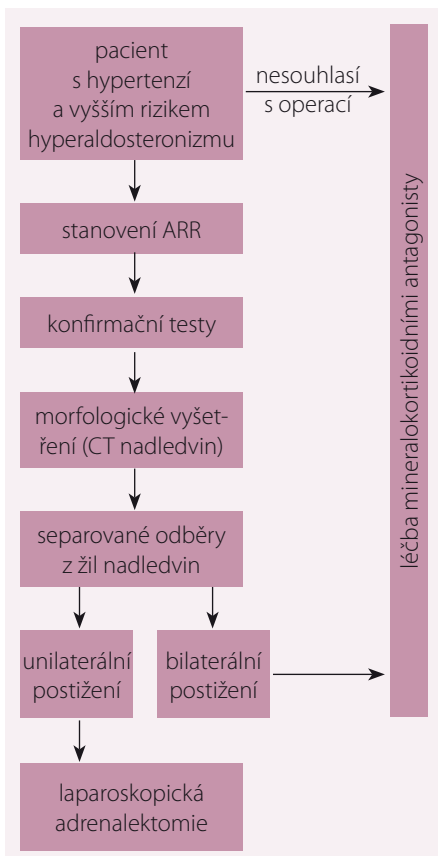 pacient
s hypertenzí
a vyšším rizikem
hyperaldosteronizmu
nesouhlasí
s operací
stanovení ARR
konfirmační testy
morfologické vyšet-
ření (CT nadledvin)
separované odběry
z žil nadledvin
unilaterální
postižení
bilaterální
postižení
laparoskopická
adrenalektomie
léčba mineralokortikoidními antagonisty